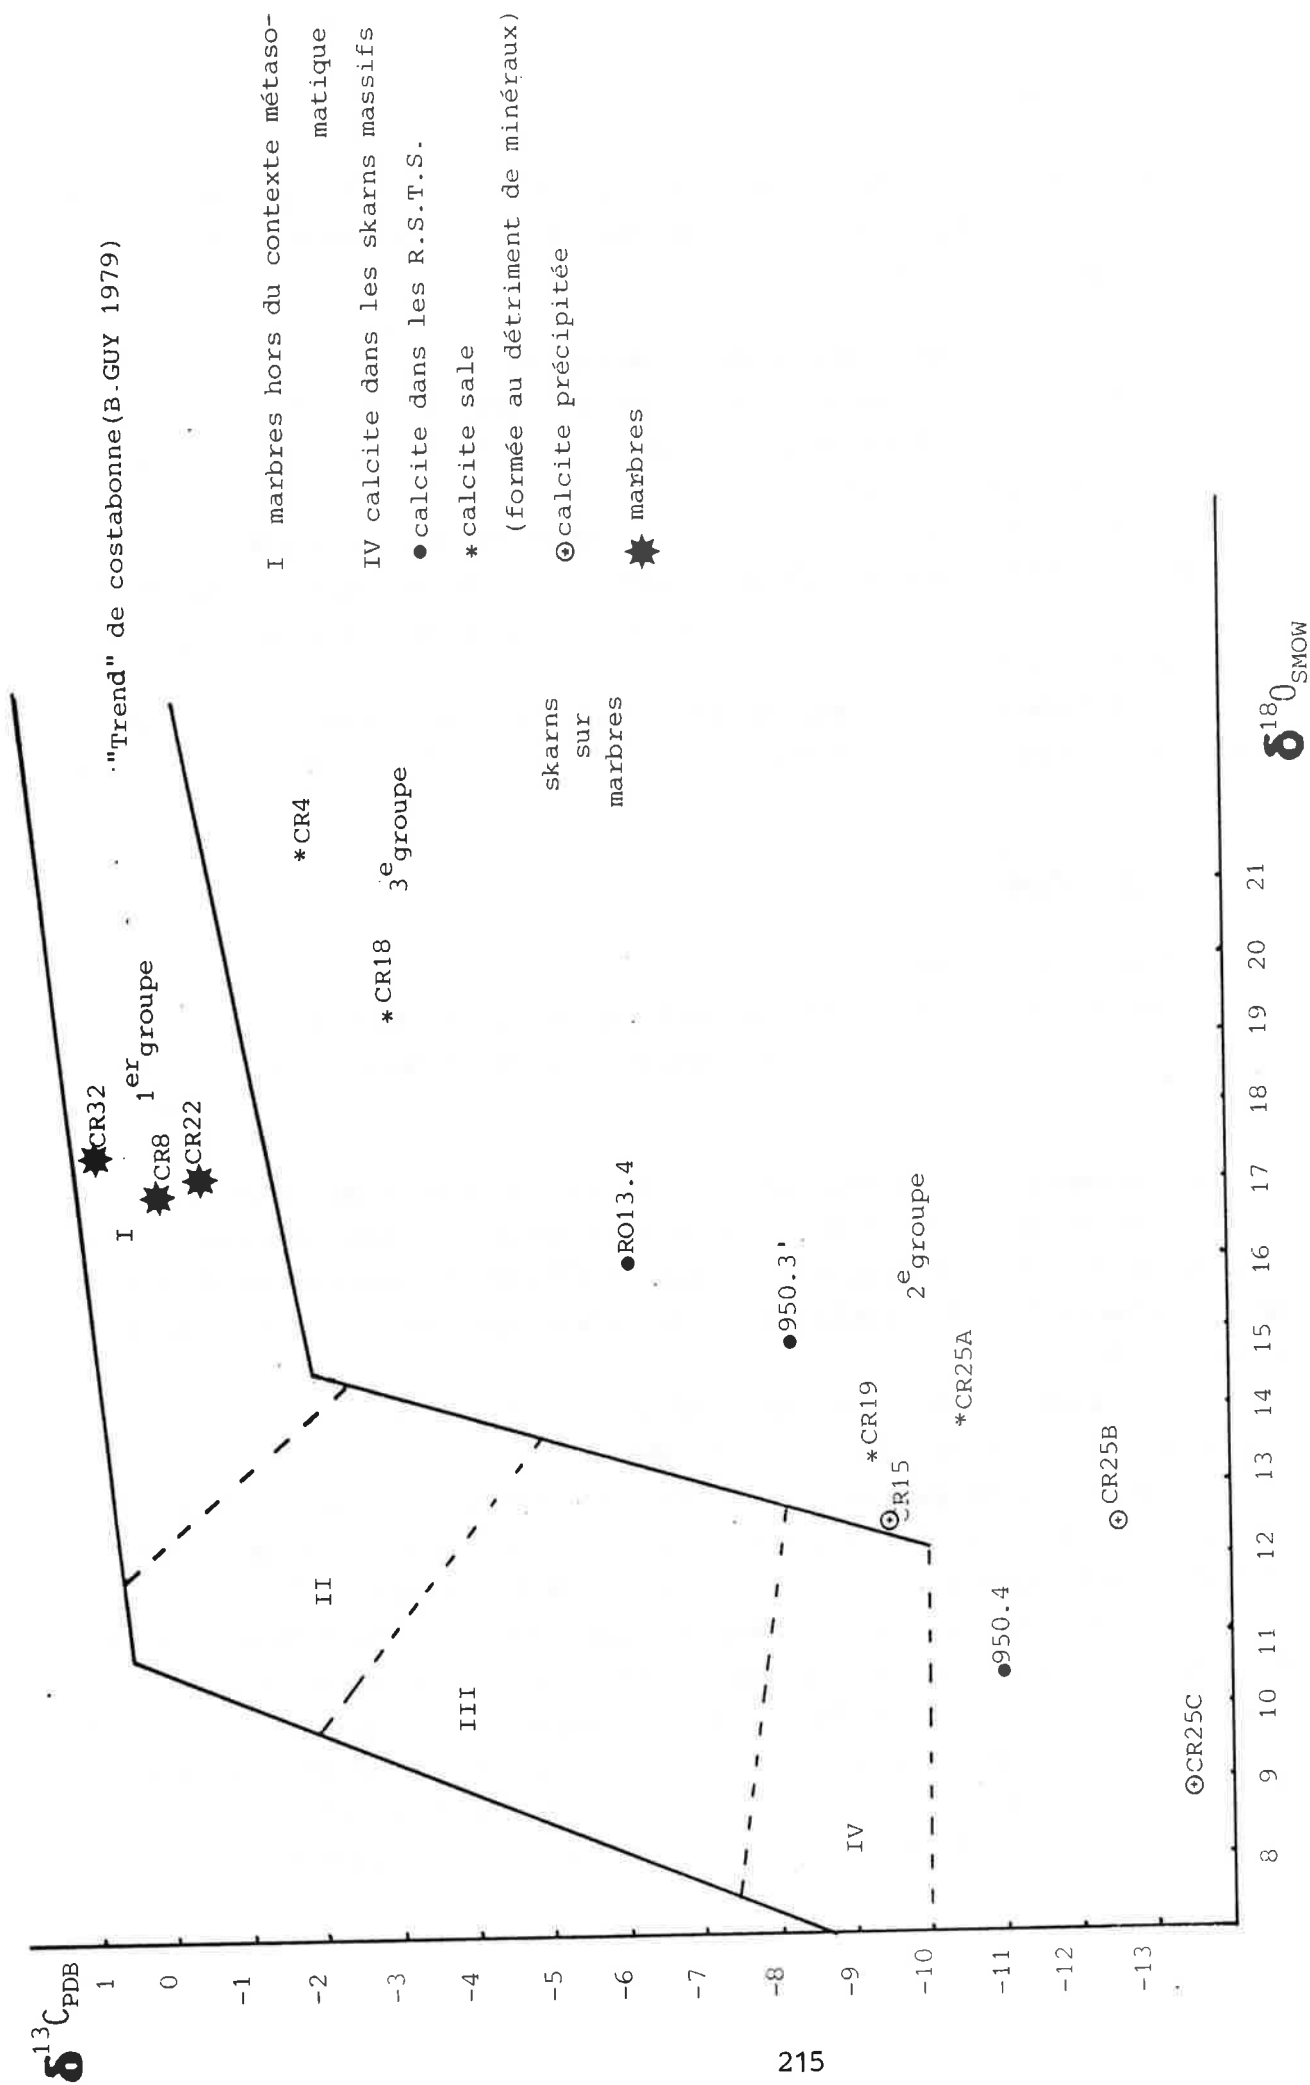 δ13CPDB
1
0
-1
-2
-3
-4
-5
-6
-7
-8
-9
-10
-11
-12
-13
8
9
10
11
12
13
14
15
16
17
18
19
20
21
δ18OSMOW
"Trend" de costabonne(B.GUY 1979)
I marbres hors du contexte métaso-
matique
IV calcite dans les skarns massifs
● calcite dans les R.S.T.S.
* calcite sale
(formée au détriment de minéraux)
⊙ calcite précipitée
✸ marbres
skarns
sur
marbres
CR32
1er groupe
CR8
CR22
I
*CR4
*CR18
3e groupe
II
III
IV
●RO13.4
●950.3'
2e groupe
*CR19
CR15
*CR25A
⊙CR25B
●950.4
⊙CR25C
215